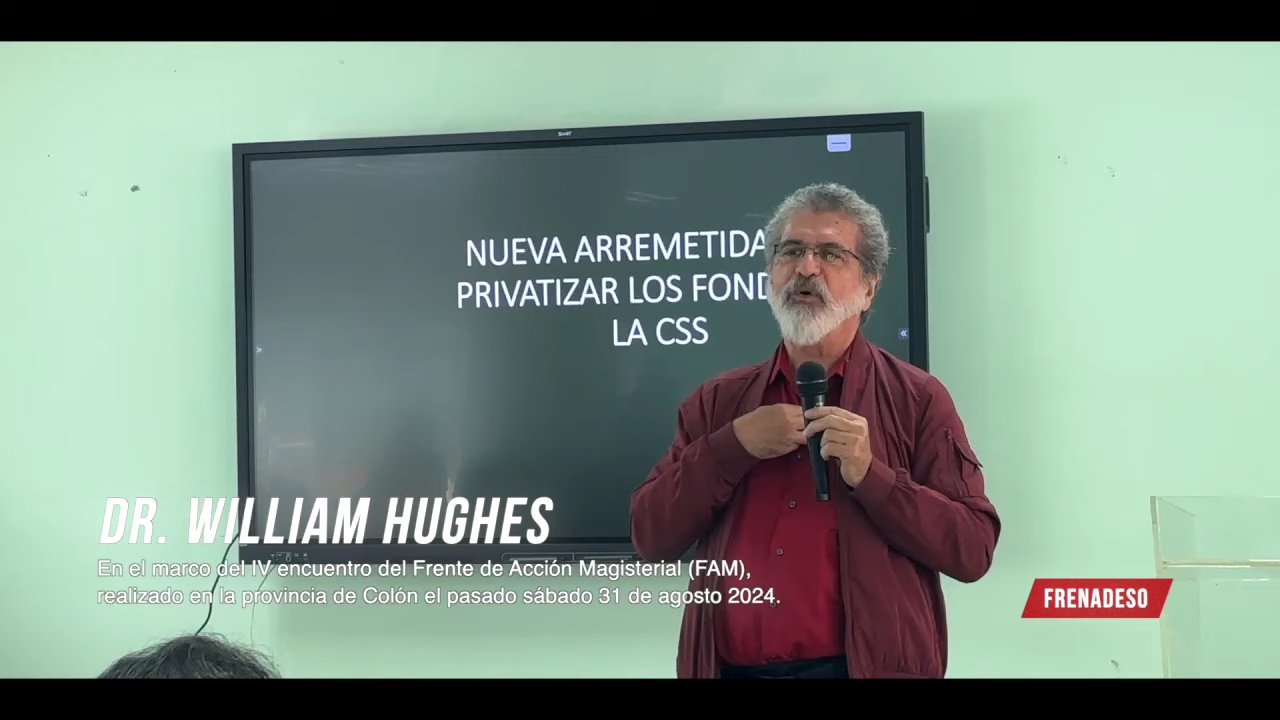 NUEVA ARREMETIDA
PRIVATIZAR LOS FOND
LA CSS
DR. WILLIAM HUGHES
En el marco del IV encuentro del Frente de Acción Magisterial (FAM),
realizado en la provincia de Colón el pasado sábado 31 de agosto 2024.
FRENADESO